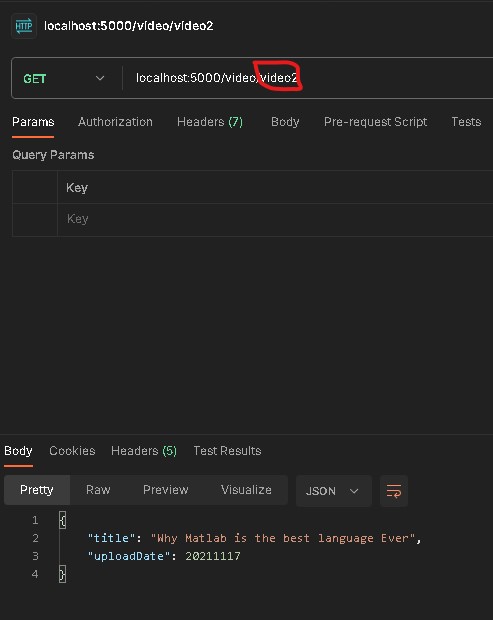 HTTP localhost:5000/video/video2
GET localhost:5000/video/video2
Params Authorization Headers (7) Body Pre-request Script Tests
Query Params
Key
Key
Body Cookies Headers (5) Test Results
Pretty Raw Preview Visualize JSON
1 {
2 "title": "Why Matlab is the best language Ever",
3 "uploadDate": 20211117
4 }